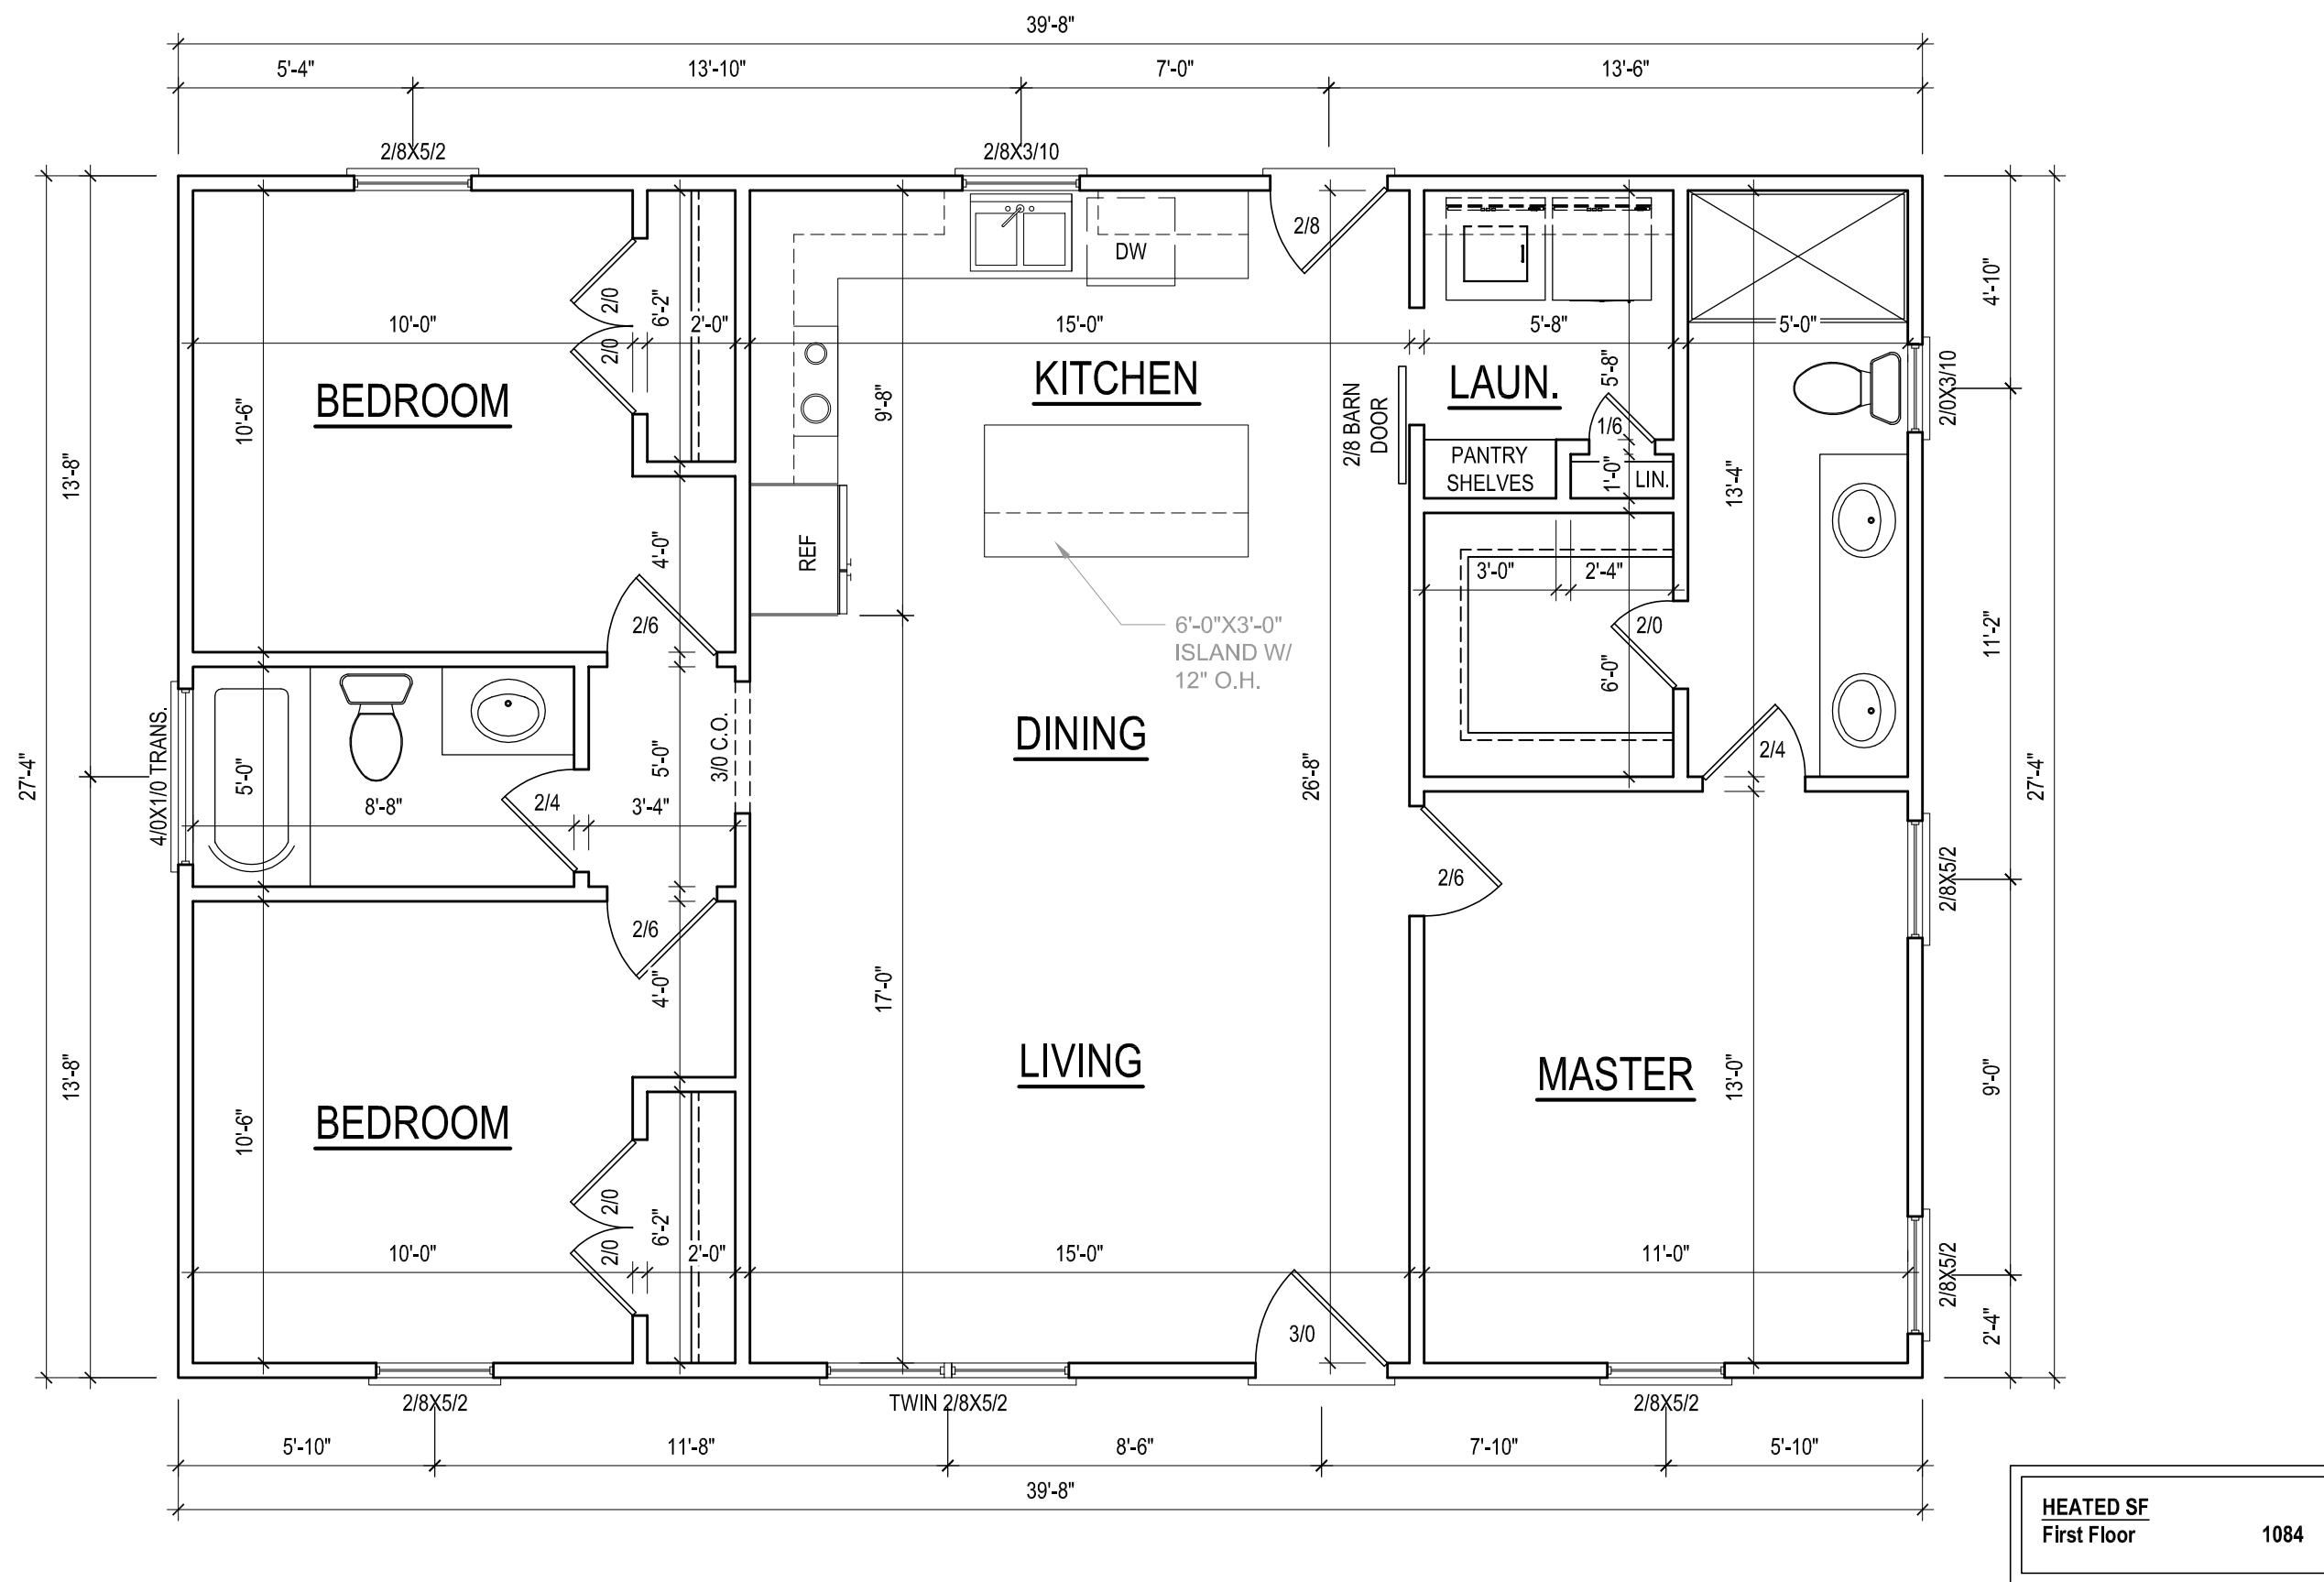 39'-8"
5'-4"
13'-10"
7'-0"
13'-6"
2/8X5/2
2/8X3/10
2/8
DW
4'-10"
2/0
6'-2"
10'-0"
2'-0"
15'-0"
5'-8"
5'-0"
2/0
BEDROOM
KITCHEN
LAUN.
5'-8"
2/0X3/10
10'-6"
9'-8"
2/8 BARN
DOOR
1/6
13'-8"
PANTRY
SHELVES
1'-0"
LIN.
13'-4"
4'-0"
REF
3'-0"
2'-4"
6'-0"X3'-0"
ISLAND W/
12" O.H.
2/6
2/0
11'-2"
6'-0"
DINING
4/0X1/0 TRANS.
27'-4"
5'-0"
8'-8"
2/4
5'-0"
3'-4"
3/0 C.O.
26'-8"
2/4
27'-4"
2/6
2/6
2/8X5/2
4'-0"
17'-0"
LIVING
MASTER
13'-0"
9'-0"
13'-8"
BEDROOM
10'-6"
2/0
6'-2"
10'-0"
2/0
2'-0"
15'-0"
11'-0"
2/8X5/2
3/0
2'-4"
2/8X5/2
TWIN 2/8X5/2
2/8X5/2
5'-10"
11'-8"
8'-6"
7'-10"
5'-10"
39'-8"
HEATED SF
First Floor 1084